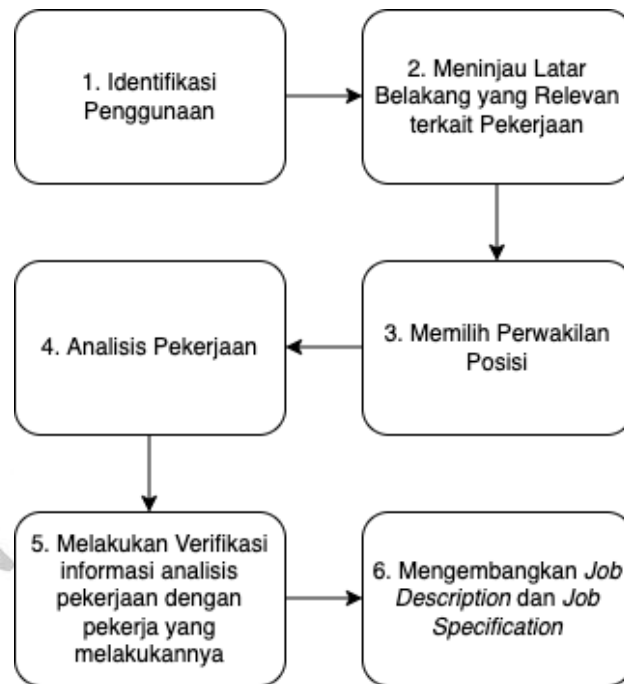 1. Identifikasi
Penggunaan
2. Meninjau Latar
Belakang yang Relevan
terkait Pekerjaan
3. Memilih Perwakilan
Posisi
4. Analisis Pekerjaan
5. Melakukan Verifikasi
informasi analisis
pekerjaan dengan
pekerja yang
melakukannya
6. Mengembangkan Job
Description dan Job
Specification